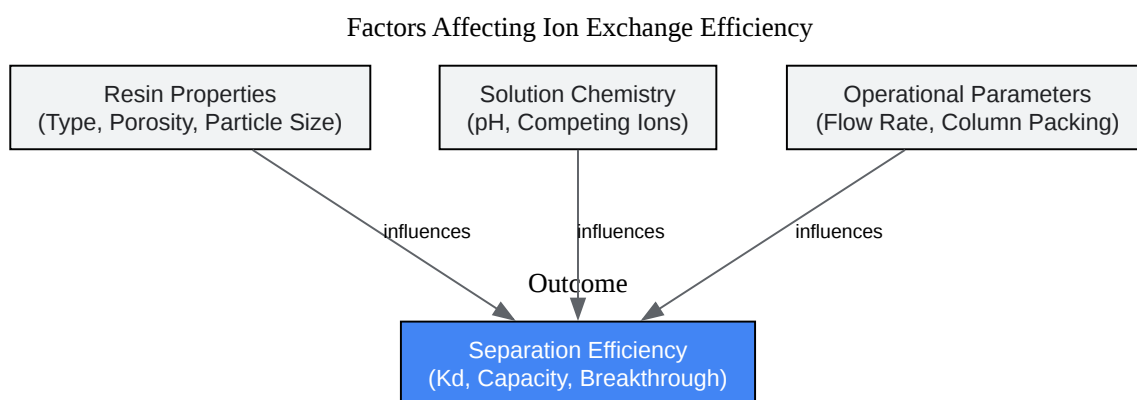 Factors Affecting Ion Exchange Efficiency
Resin Properties
(Type, Porosity, Particle Size)
Solution Chemistry
(pH, Competing Ions)
Operational Parameters
(Flow Rate, Column Packing)
influences
influences
influences
Outcome
Separation Efficiency
(Kd, Capacity, Breakthrough)